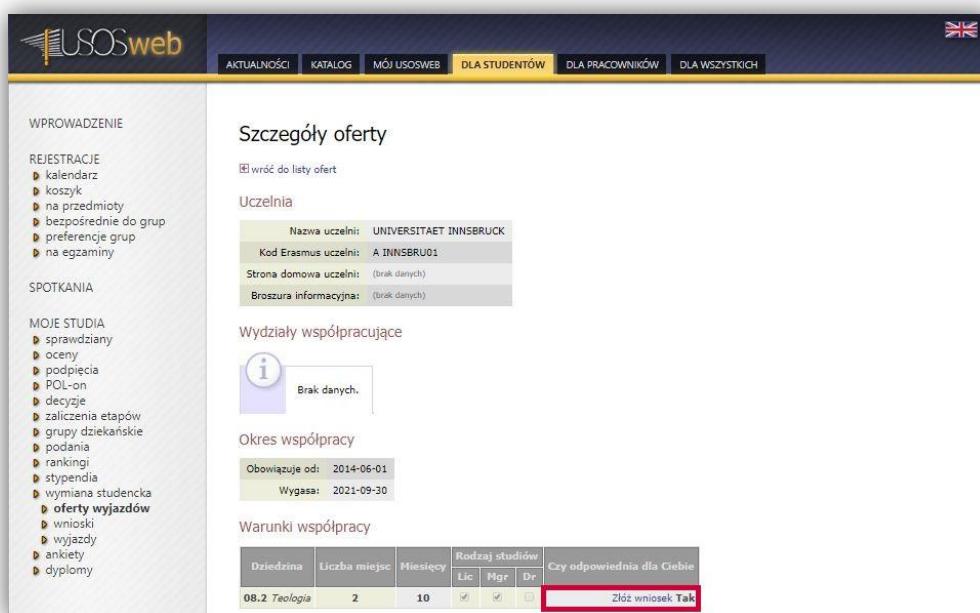 USOSweb
AKTUALNOŚCI KATALOG MÓJ USOSWEB DLA STUDENTÓW DLA PRACOWNIKÓW DLA WSZYSTKICH
WPROWADZENIE
REJESTRACJE
kalendarz
koszyk
na przedmioty
bezpośrednie do grup
preferencje grup
na egzaminy
SPOTKANIA
MOJE STUDIA
sprawdziany
oceny
podpięcia
POL-on
decyzje
zaliczenia etapów
grupy dziekańskie
podania
rankingi
stypendia
wymiana studencka
oferty wyjazdów
wnioski
wyjazdy
ankiety
dyplomy
Szczegóły oferty
wróć do listy ofert
Uczelnia
Nazwa uczelni: UNIVERSITAET INNSBRUCK
Kod Erasmus uczelni: A INNSBRU01
Strona domowa uczelni: (brak danych)
Broszura informacyjna: (brak danych)
Wydziały współpracujące
i
Brak danych.
Okres współpracy
Obowiązuje od: 2014-06-01
Wygasa: 2021-09-30
Warunki współpracy
Dziedzina Liczba miejsc Miesięcy Rodzaj studiów Czy odpowiednia dla Ciebie
Lic Mgr Dr
08.2 Teologia 2 10 Złóż wniosek Tak